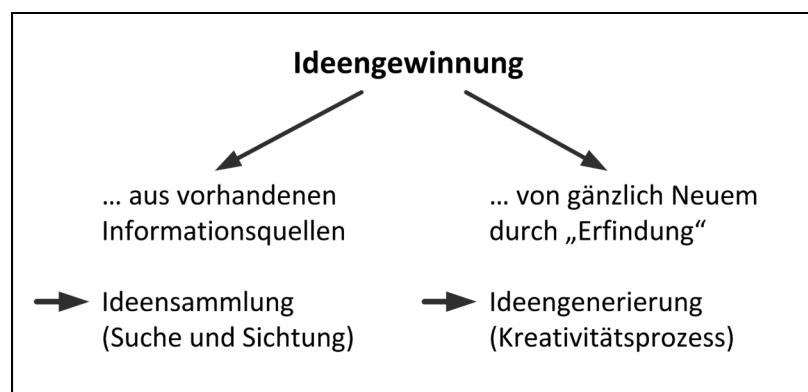 Ideengewinnung
… aus vorhandenen
Informationsquellen
Ideensammlung
(Suche und Sichtung)
… von gänzlich Neuem
durch „Erfindung“
Ideengenerierung
(Kreativitätsprozess)